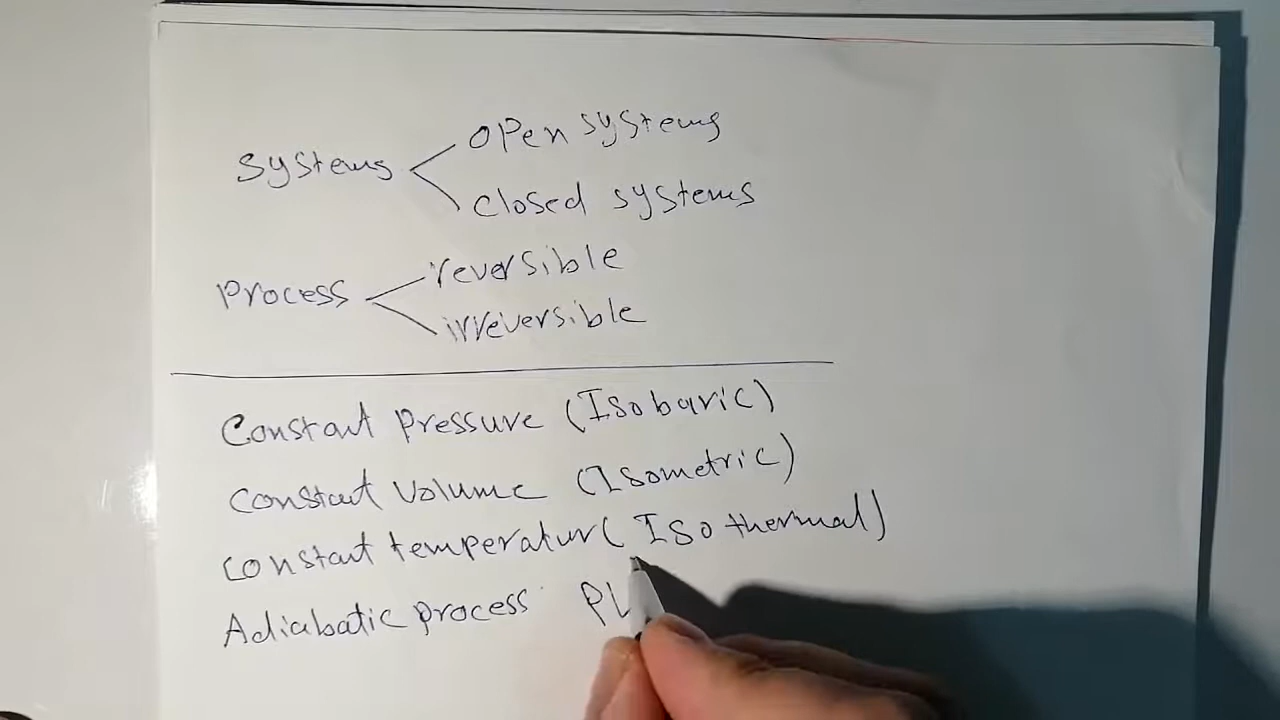 Systems
open systems
closed systems
Process
reversible
irreversible
Constant pressure (Isobaric)
Constant volume (Isometric)
constant temperatur (Isothermal)
Adiabatic process P